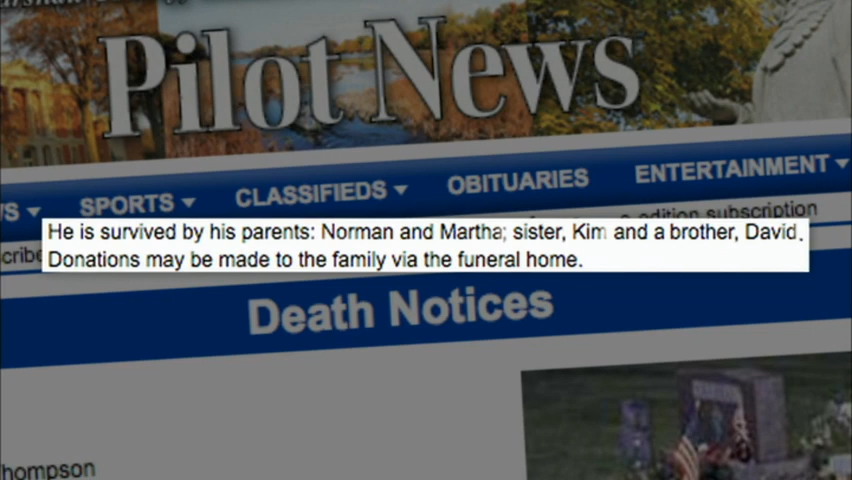 Pilot News
SPORTS
CLASSIFIEDS
OBITUARIES
ENTERTAINMENT
edition subscription
He is survived by his parents: Norman and Martha; sister, Kim and a brother, David.
Donations may be made to the family via the funeral home.
Death Notices